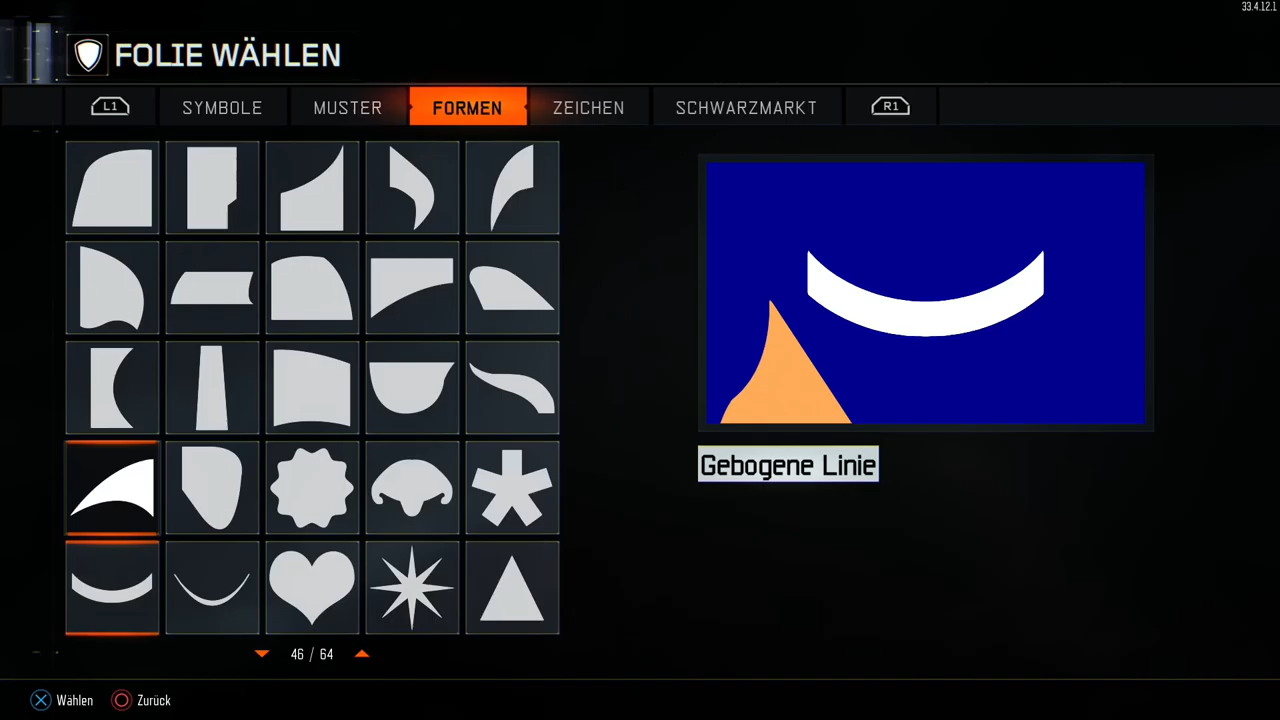 33.4.12.1
FOLIE WÄHLEN
L1 SYMBOLE MUSTER FORMEN ZEICHEN SCHWARZMARKT R1
Gebogene Linie
46 / 64
Wählen Zurück